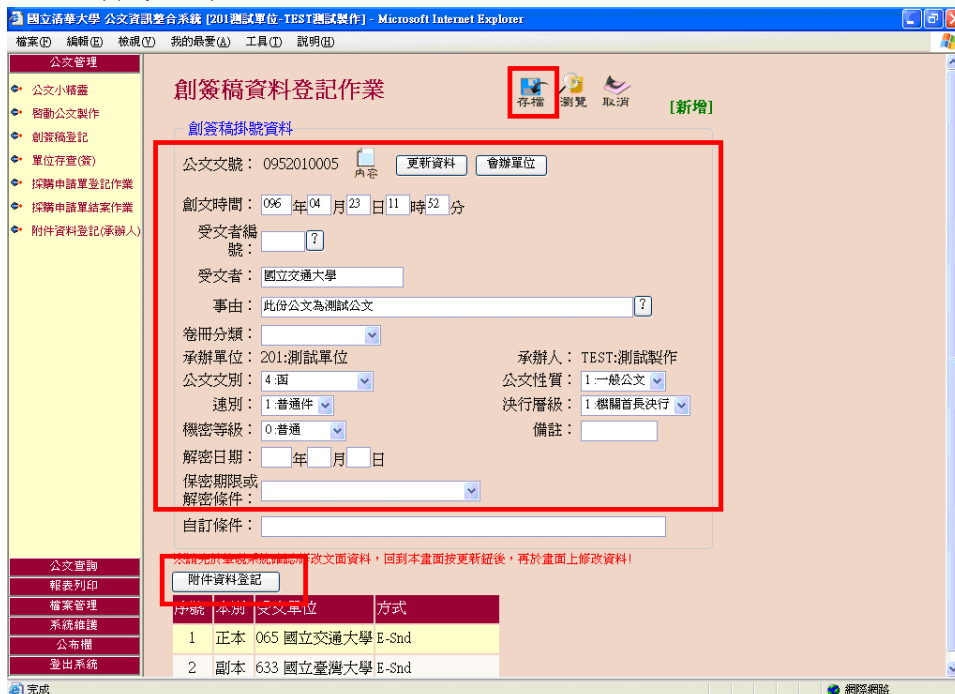 國立清華大學 公文資訊整合系統 [201測試單位-TEST測試製作] - Microsoft Internet Explorer
檔案(F) 編輯(E) 檢視(V) 我的最愛(A) 工具(T) 說明(H)
公文管理
公文小精靈
啓動公文製作
創簽稿登記
單位存查(簽)
採購申請單登記作業
採購申請單結案作業
附件資料登記(承辦人)
公文查詢
報表列印
檔案管理
系統維護
公布欄
登出系統
創簽稿資料登記作業
存檔 瀏覽 取消 [新增]
創簽稿掛號資料
公文文號： 0952010005 內容 更新資料 會辦單位
創文時間： 096 年 04 月 23 日 11 時 52 分
受文者編號： ?
受文者： 國立交通大學
事由： 此份公文為測試公文 ?
卷冊分類：
承辦單位： 201:測試單位 承辦人： TEST:測試製作
公文文別： 4:函 公文性質： 1:一般公文
速別： 1:普通件 決行層級： 1:機關首長決行
機密等級： 0:普通 備註：
解密日期： 年 月 日
保密期限或
解密條件：
自訂條件：
修改文面資料，回到本畫面按更新鈕後，再於畫面上修改資料!
附件資料登記
序號 本別 受文單位 方式
1 正本 065 國立交通大學 E-Snd
2 副本 633 國立臺灣大學 E-Snd
完成 網際網路